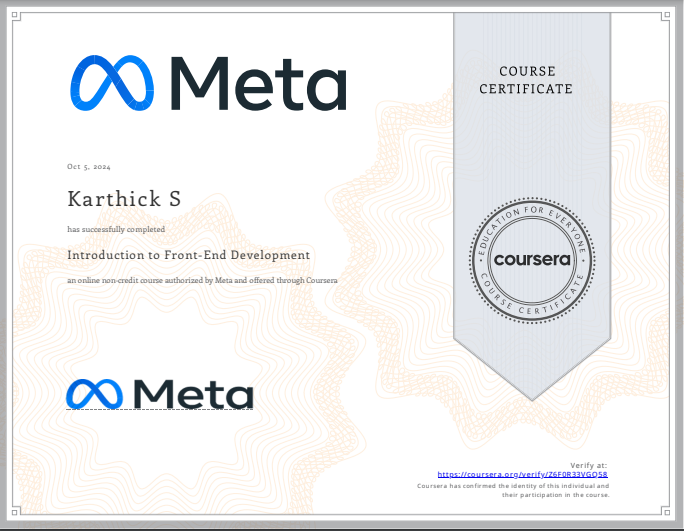 Meta
COURSE
CERTIFICATE
Oct 5, 2024
Karthick S
has successfully completed
Introduction to Front-End Development
an online non-credit course authorized by Meta and offered through Coursera
EDUCATION FOR EVERYONE
coursera
COURSE CERTIFICATE
Meta
Verify at:
https://coursera.org/verify/Z6F0R33VGQ58
Coursera has confirmed the identity of this individual and
their participation in the course.